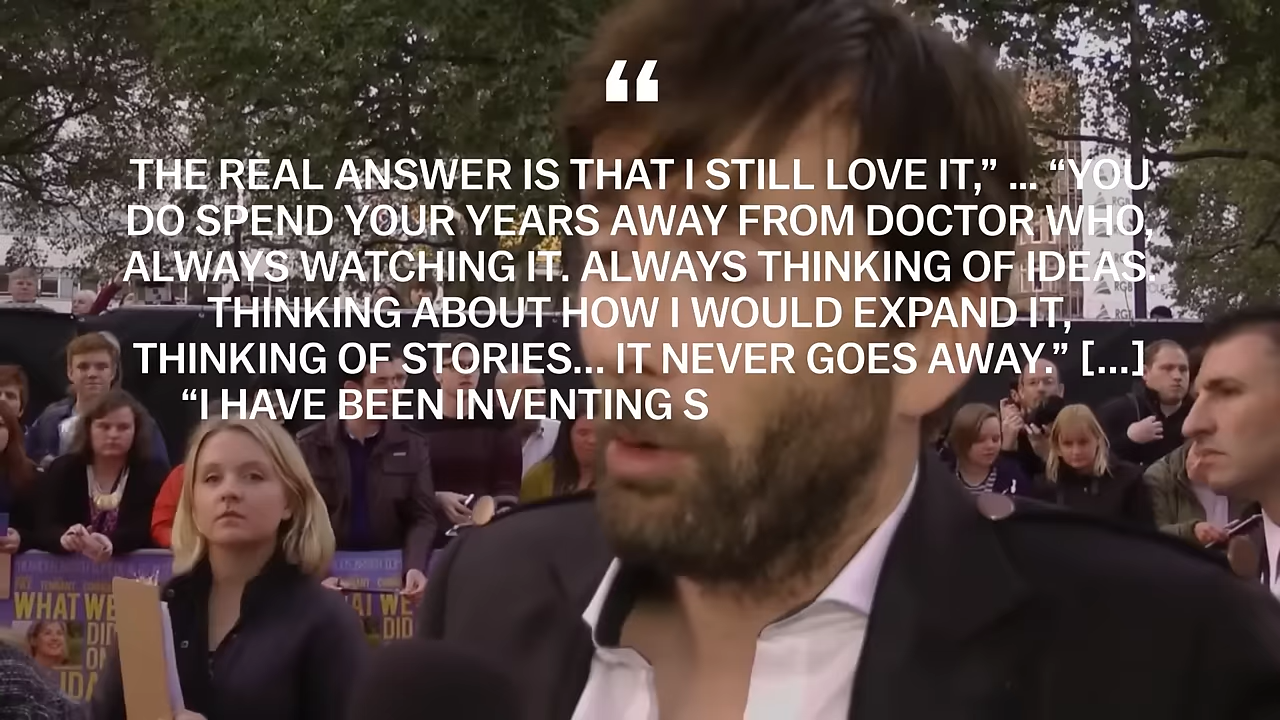 “
THE REAL ANSWER IS THAT I STILL LOVE IT,” ... “YOU
DO SPEND YOUR YEARS AWAY FROM DOCTOR WHO,
ALWAYS WATCHING IT. ALWAYS THINKING OF IDEAS.
THINKING ABOUT HOW I WOULD EXPAND IT,
THINKING OF STORIES... IT NEVER GOES AWAY.” [...]
“I HAVE BEEN INVENTING S
WHAT WE
DI
ON
WE
DID